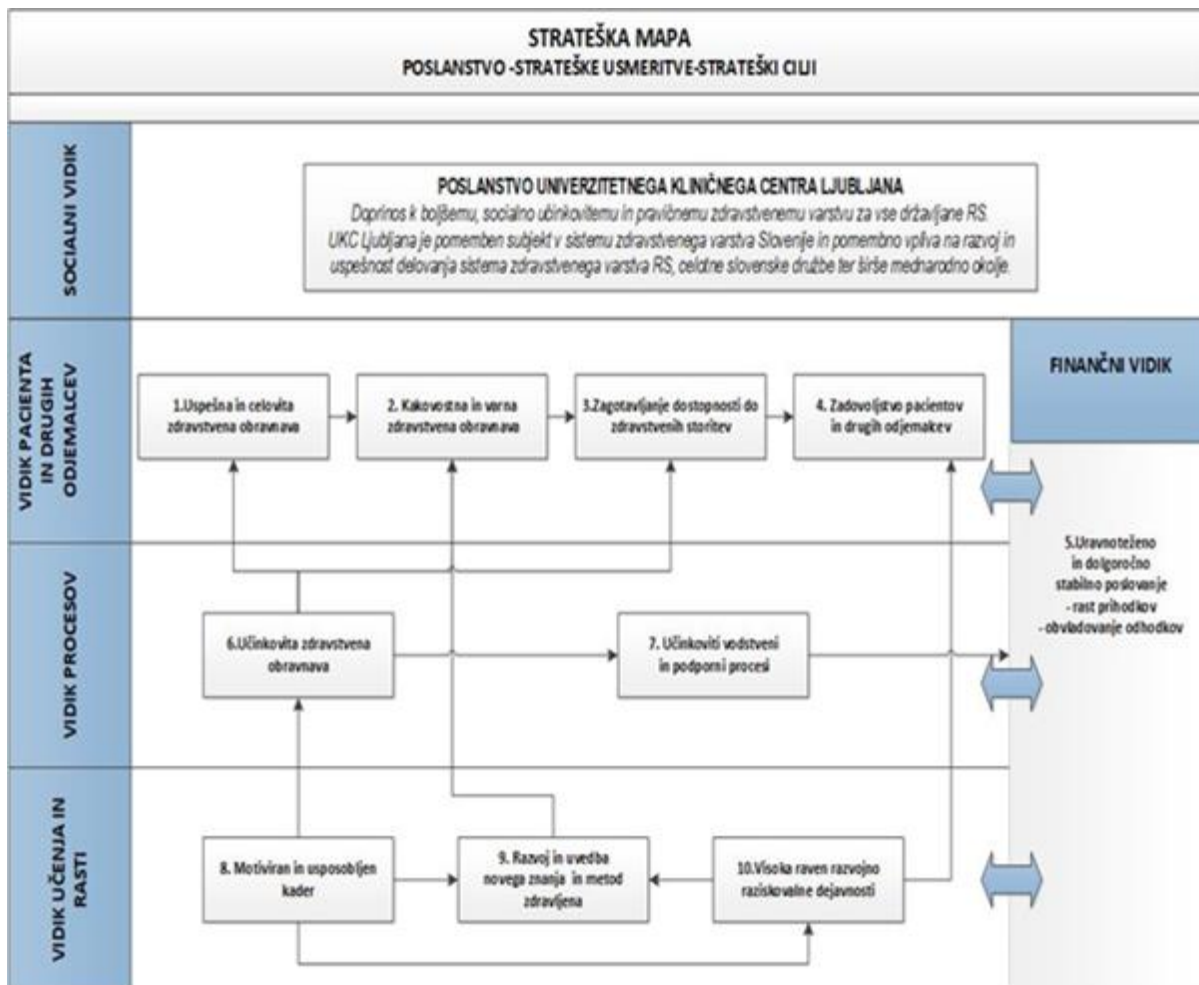 STRATEŠKA MAPA
POSLANSTVO -STRATEŠKE USMERITVE-STRATEŠKI CILJI
SOCIALNI VIDIK
POSLANSTVO UNIVERZITETNEGA KLINIČNEGA CENTRA LJUBLJANA
Doprinos k boljšemu, socialno učinkovitemu in pravičnemu zdravstvenemu varstvu za vse državljane RS.
UKC Ljubljana je pomemben subjekt v sistemu zdravstvenega varstva Slovenije in pomembno vpliva na razvoj in
uspešnost delovanja sistema zdravstvenega varstva RS, celotne slovenske družbe ter širše mednarodno okolje.
VIDIK PACIENTA
IN DRUGIH
ODJEMALCEV
1.Uspešna in celovita
zdravstvena obravnava
2. Kakovostna in varna
zdravstvena obravnava
3.Zagotavljanje dostopnosti do
zdravstvenih storitev
4. Zadovoljstvo pacientov
in drugih odjemalcev
FINANČNI VIDIK
5.Uravnoteženo
in dolgoročno
stabilno poslovanje
- rast prihodkov
- obvladovanje odhodkov
VIDIK PROCESOV
6.Učinkovita zdravstvena
obravnava
7. Učinkoviti vodstveni
in podporni procesi
VIDIK UČENJA IN
RASTI
8. Motiviran in usposobljen
kader
9. Razvoj in uvedba
novega znanja in metod
zdravljena
10.Visoka raven razvojno
raziskovalne dejavnosti